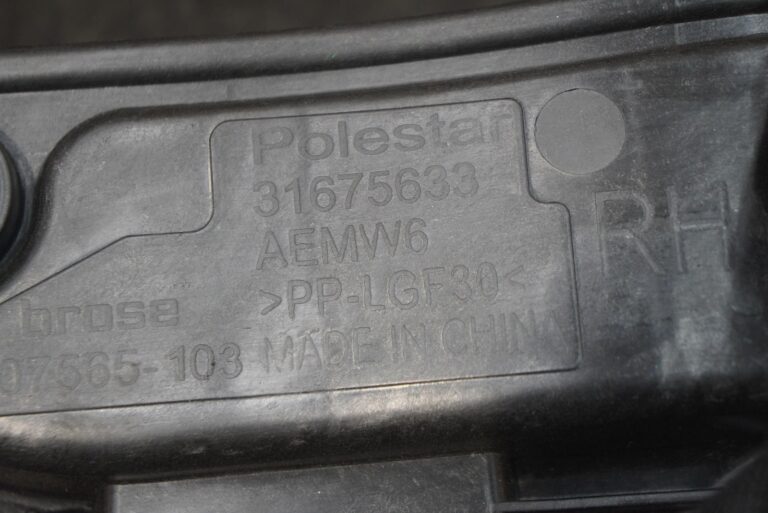 Polestar
31675633
AEMW6
>PP-LGF30<
brose
07565-103 MADE IN CHINA
RH